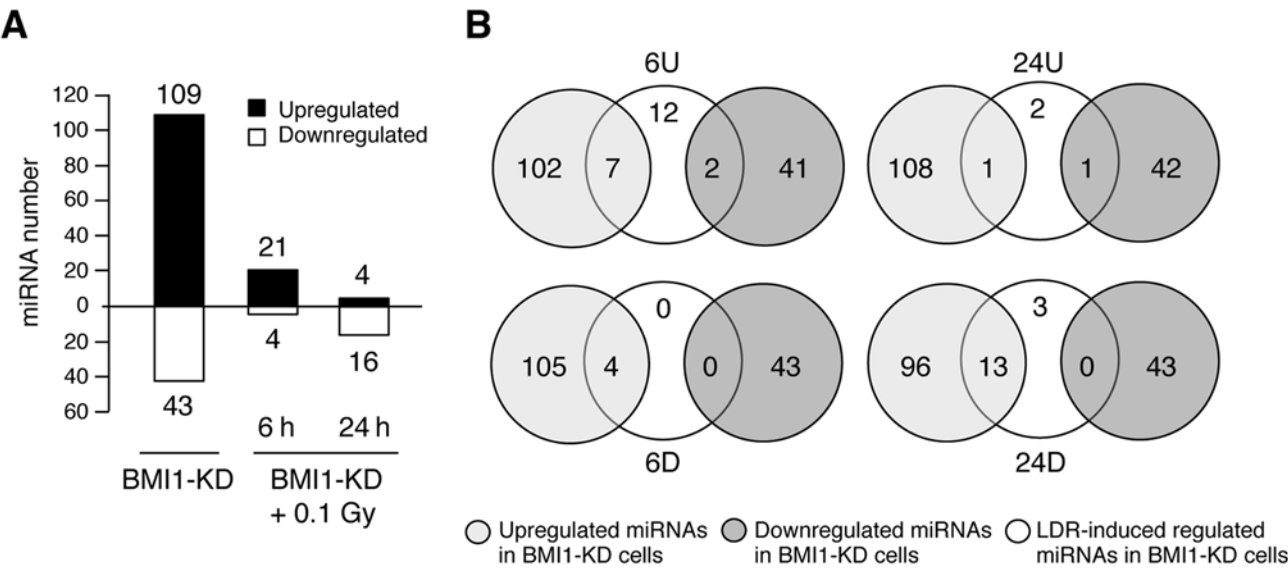 A
B
miRNA number
120
100
80
60
40
20
0
20
40
60
109
43
21
4
4
16
Upregulated
Downregulated
6 h
24 h
BMI1-KD
BMI1-KD
+ 0.1 Gy
6U
12
102
7
2
41
24U
2
108
1
1
42
0
105
4
0
43
6D
3
96
13
0
43
24D
Upregulated miRNAs
in BMI1-KD cells
Downregulated miRNAs
in BMI1-KD cells
LDR-induced regulated
miRNAs in BMI1-KD cells